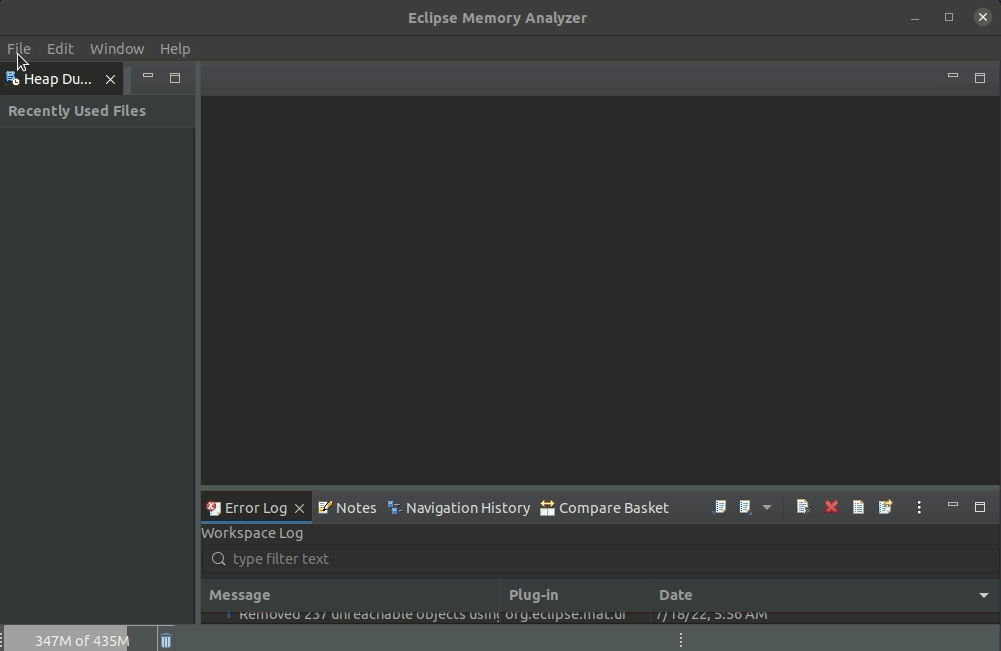 Eclipse Memory Analyzer
File Edit Window Help
Heap Du...
Recently Used Files
Error Log Notes Navigation History Compare Basket
Workspace Log
type filter text
Message Plug-in Date
Removed 237 unreachable objects using org.eclipse.mat.ui 7/18/22, 5:56 AM
347M of 435M